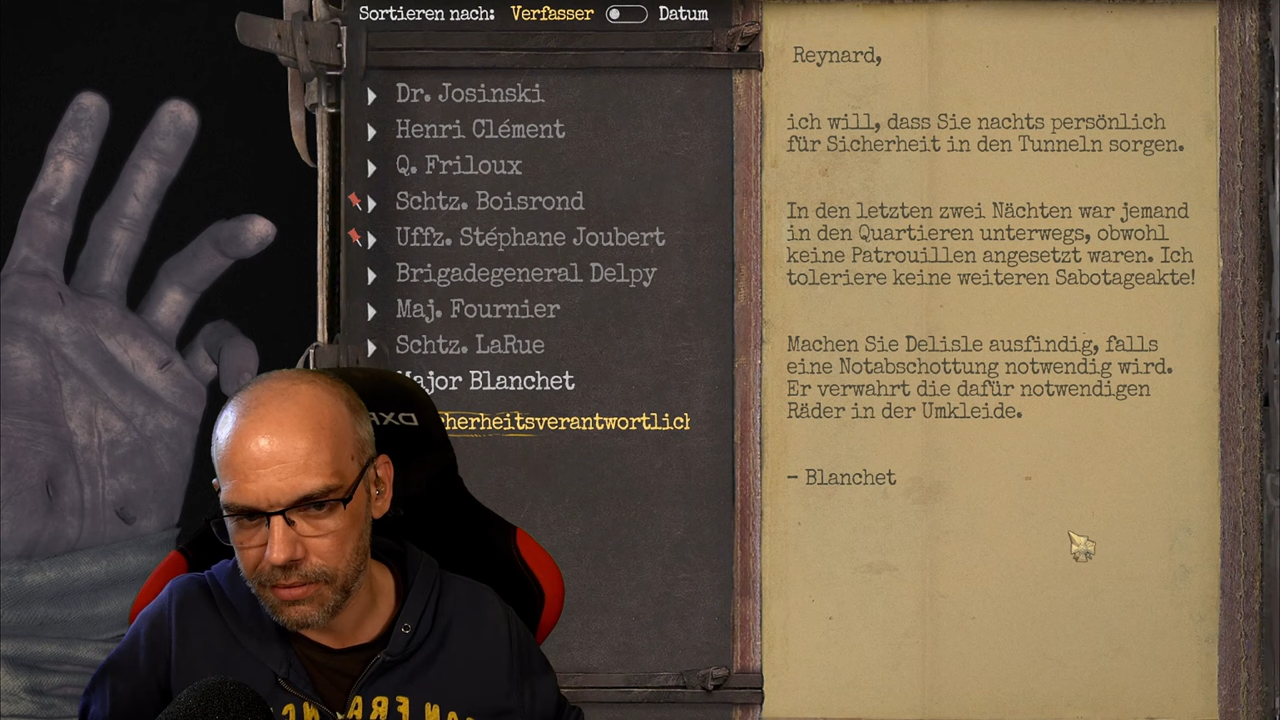 Sortieren nach: Verfasser Datum
Dr. Josinski
Henri Clément
Q. Friloux
Schtz. Boisrond
Uffz. Stéphane Joubert
Brigadegeneral Delpy
Maj. Fournier
Schtz. LaRue
Major Blanchet
cherheitsverantwortlich
Reynard,
ich will, dass Sie nachts persönlich
für Sicherheit in den Tunneln sorgen.
In den letzten zwei Nächten war jemand
in den Quartieren unterwegs, obwohl
keine Patrouillen angesetzt waren. Ich
toleriere keine weiteren Sabotageakte!
Machen Sie Delisle ausfindig, falls
eine Notabschottung notwendig wird.
Er verwahrt die dafür notwendigen
Räder in der Umkleide.
- Blanchet